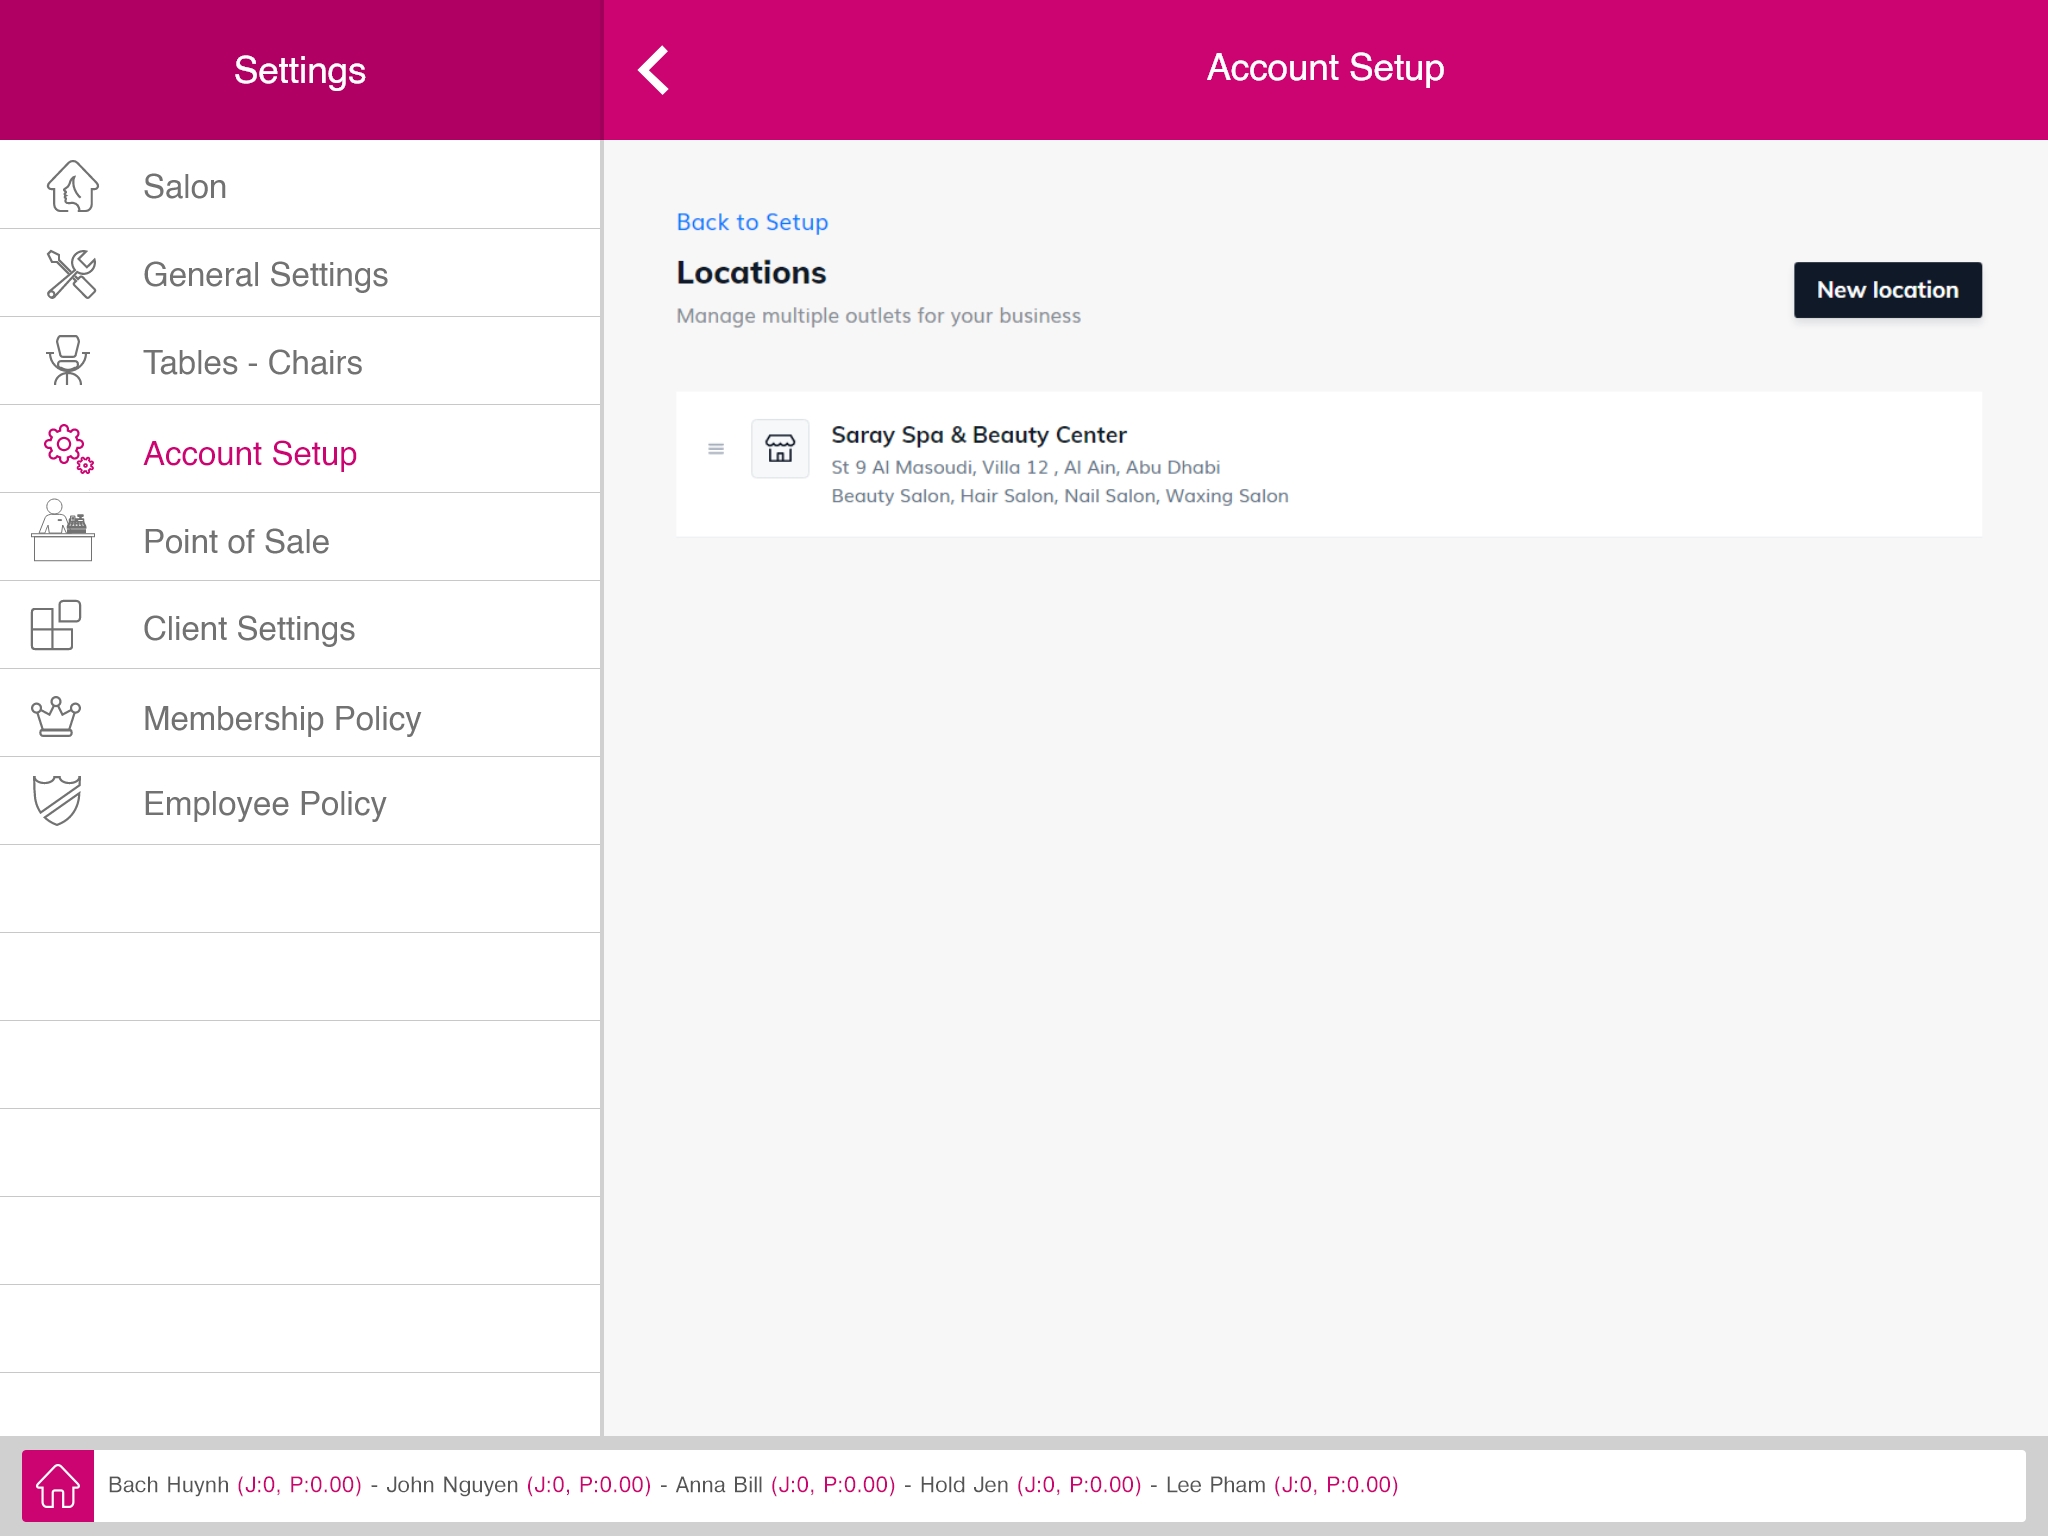 Settings
Account Setup
Salon
General Settings
Tables - Chairs
Account Setup
Point of Sale
Client Settings
Membership Policy
Employee Policy
Back to Setup
Locations
Manage multiple outlets for your business
New location
Saray Spa & Beauty Center
St 9 Al Masoudi, Villa 12 , Al Ain, Abu Dhabi
Beauty Salon, Hair Salon, Nail Salon, Waxing Salon
Bach Huynh (J:0, P:0.00) - John Nguyen (J:0, P:0.00) - Anna Bill (J:0, P:0.00) - Hold Jen (J:0, P:0.00) - Lee Pham (J:0, P:0.00)